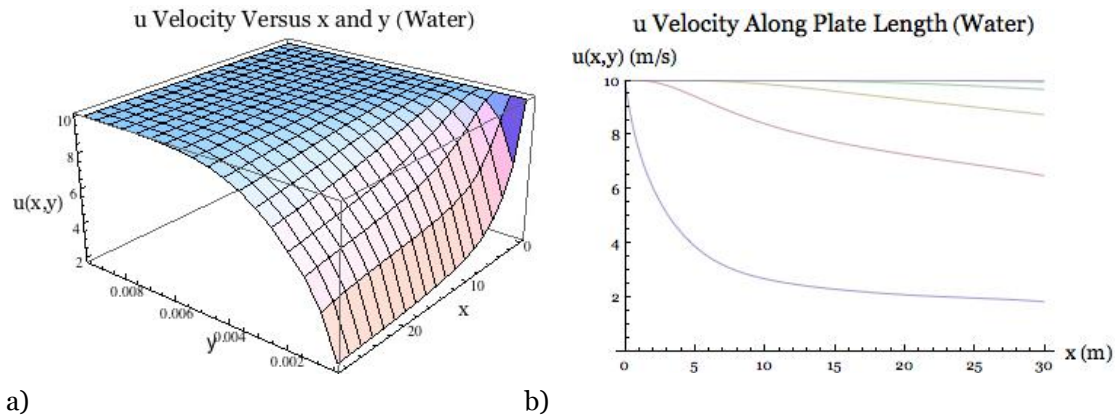 u Velocity Versus x and y (Water)
10
8
6
u(x,y)
4
2
0.008
0.006
y
0.004
0.002
20
x
10
0
a)
u Velocity Along Plate Length (Water)
u(x,y) (m/s)
10
8
6
4
2
0 5 10 15 20 25 30
x (m)
b)